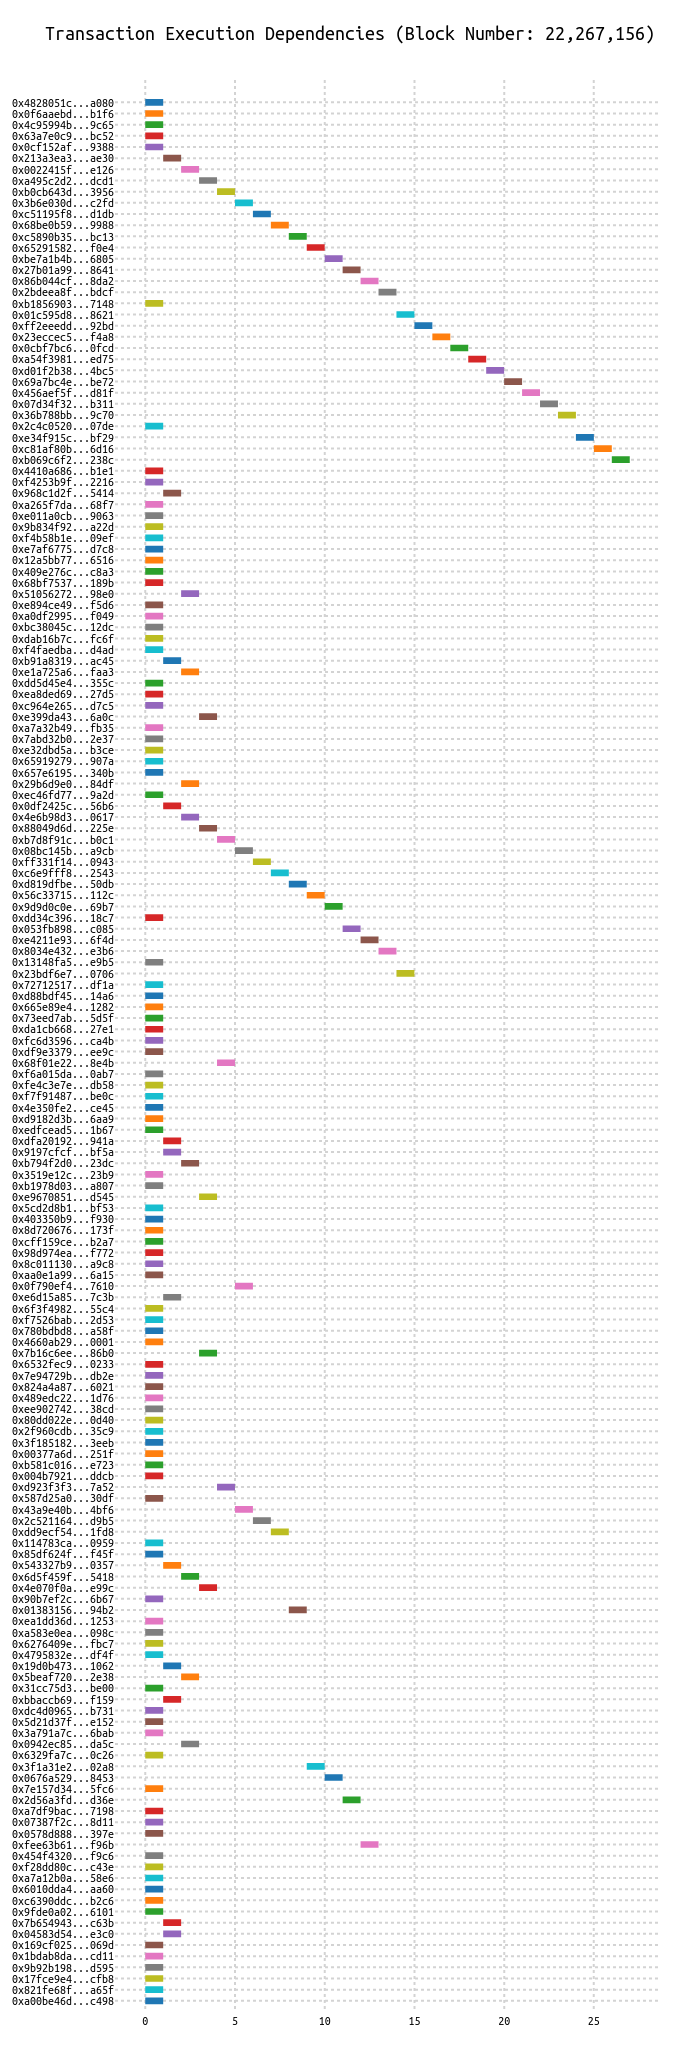 Transaction Execution Dependencies (Block Number: 22,267,156)
0x4828051c...a080
0x0f6aaebd...b1f6
0x4c95994b...9c65
0x63a7e0c9...bc52
0x0cf152af...9388
0x213a3ea3...ae30
0x0022415f...e126
0xa495c2d2...dcd1
0xb0cb643d...3956
0x3b6e030d...c2fd
0xc51195f8...d1db
0x68be0b59...9988
0xc5890b35...bc13
0x65291582...f0e4
0xbe7a1b4b...6805
0x27b01a99...8641
0x86b044cf...8da2
0x2bdeea8f...bdcf
0xb1856903...7148
0x01c595d8...8621
0xff2eeedd...92bd
0x23eccec5...f4a8
0x0cbf7bc6...0fcd
0xa54f3981...ed75
0xd01f2b38...4bc5
0x69a7bc4e...be72
0x456aef5f...d81f
0x07d34f32...b311
0x36b788bb...9c70
0x2c4c0520...07de
0xe34f915c...bf29
0xc81af80b...6d16
0xb069c6f2...238c
0x4410a686...b1e1
0xf4253b9f...2216
0x968c1d2f...5414
0xa265f7da...68f7
0xe011a0cb...9063
0x9b834f92...a22d
0xf4b58b1e...09ef
0xe7af6775...d7c8
0x12a5bb77...6516
0x409e276c...c8a3
0x68bf7537...189b
0x51056272...98e0
0xe894ce49...f5d6
0xa0df2995...f049
0xbc38045c...12dc
0xdab16b7c...fc6f
0xf4faedba...d4ad
0xb91a8319...ac45
0xe1a725a6...faa3
0xdd5d45e4...355c
0xea8ded69...27d5
0xc964e265...d7c5
0xe399da43...6a0c
0xa7a32b49...fb35
0x7abd32b0...2e37
0xe32dbd5a...b3ce
0x65919279...907a
0x657e6195...340b
0x29b6d9e0...84df
0xec46fd77...9a2d
0x0df2425c...56b6
0x4e6b98d3...0617
0x88049d6d...225e
0xb7d8f91c...b0c1
0x08bc145b...a9cb
0xff331f14...0943
0xc6e9fff8...2543
0xd819dfbe...50db
0x56c33715...112c
0x9d9d0c0e...69b7
0xdd34c396...18c7
0x053fb898...c085
0xe4211e93...6f4d
0x8034e432...e3b6
0x13148fa5...e9b5
0x23bdf6e7...0706
0x72712517...df1a
0xd88bdf45...14a6
0x665e89e4...1282
0x73eed7ab...5d5f
0xda1cb668...27e1
0xfc6d3596...ca4b
0xdf9e3379...ee9c
0x68f01e22...8e4b
0xf6a015da...0ab7
0xfe4c3e7e...db58
0xf7f91487...be0c
0x4e350fe2...ce45
0xd9182d3b...6aa9
0xedfcead5...1b67
0xdfa20192...941a
0x9197cfcf...bf5a
0xb794f2d0...23dc
0x3519e12c...23b9
0xb1978d03...a807
0xe9670851...d545
0x5cd2d8b1...bf53
0x403350b9...f930
0x8d720676...173f
0xcff159ce...b2a7
0x98d974ea...f772
0x8c011130...a9c8
0xaa0e1a99...6a15
0x0f790ef4...7610
0xe6d15a85...7c3b
0x6f3f4982...55c4
0xf7526bab...2d53
0x780bdbd8...a58f
0x4660ab29...0001
0x7b16c6ee...86b0
0x6532fec9...0233
0x7e94729b...db2e
0x824a4a87...6021
0x489edc22...1d76
0xee902742...38cd
0x80dd022e...0d40
0x2f960cdb...35c9
0x3f185182...3eeb
0x00377a6d...251f
0xb581c016...e723
0x004b7921...ddcb
0xd923f3f3...7a52
0x587d25a0...30df
0x43a9e40b...4bf6
0x2c521164...d9b5
0xdd9ecf54...1fd8
0x114783ca...0959
0x85df624f...f45f
0x543327b9...0357
0x6d5f459f...5418
0x4e070f0a...e99c
0x90b7ef2c...6b67
0x01383156...94b2
0xea1dd36d...1253
0xa583e0ea...098c
0x6276409e...fbc7
0x4795832e...df4f
0x19d0b473...1062
0x5beaf720...2e38
0x31cc75d3...be00
0xbbaccb69...f159
0xdc4d0965...b731
0x5d21d37f...e152
0x3a791a7c...6bab
0x0942ec85...da5c
0x6329fa7c...0c26
0x3f1a31e2...02a8
0x0676a529...8453
0x7e157d34...5fc6
0x2d56a3fd...d36e
0xa7df9bac...7198
0x07387f2c...8d11
0x0578d888...397e
0xfee63b61...f96b
0x454f4320...f9c6
0xf28dd80c...c43e
0xa7a12b0a...58e6
0x6010dda4...aa60
0xc6390ddc...b2c6
0x9fde0a02...6101
0x7b654943...c63b
0x04583d54...e3c0
0x169cf025...069d
0x1bdab8da...cd11
0x9b92b198...d595
0x17fce9e4...cfb8
0x821fe68f...a65f
0xa00be46d...c498
0 5 10 15 20 25